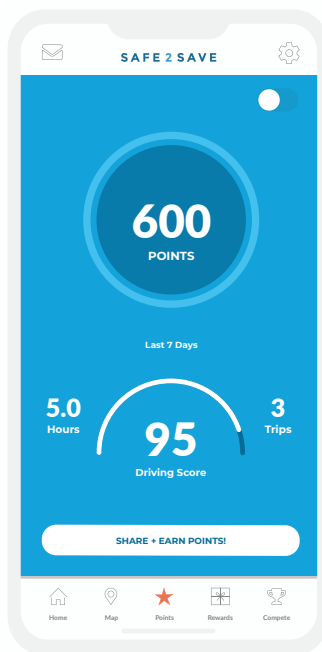 SAFE 2 SAVE
600
POINTS
Last 7 Days
5.0
Hours
95
Driving Score
3
Trips
SHARE + EARN POINTS!
Home
Map
Points
Rewards
Compete